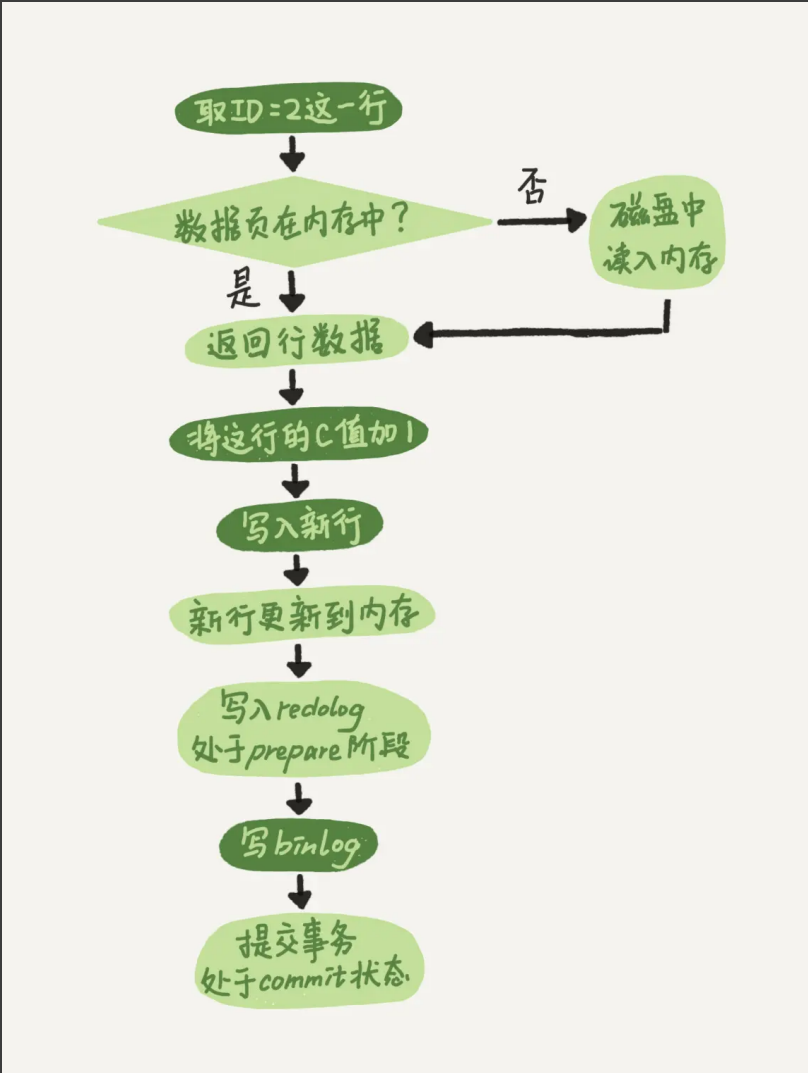 取ID=2这一行
数据页在内存中?
否
磁盘中
读入内存
是
返回行数据
将这行的C值加1
写入新行
新行更新到内存
写入redolog
处于prepare阶段
写binlog
提交事务
处于commit状态